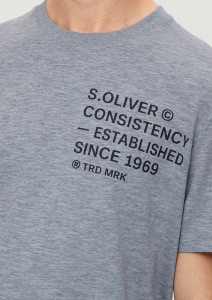 S.OLIVER ©
CONSISTENCY
— ESTABLISHED
SINCE 1969
® TRD MRK